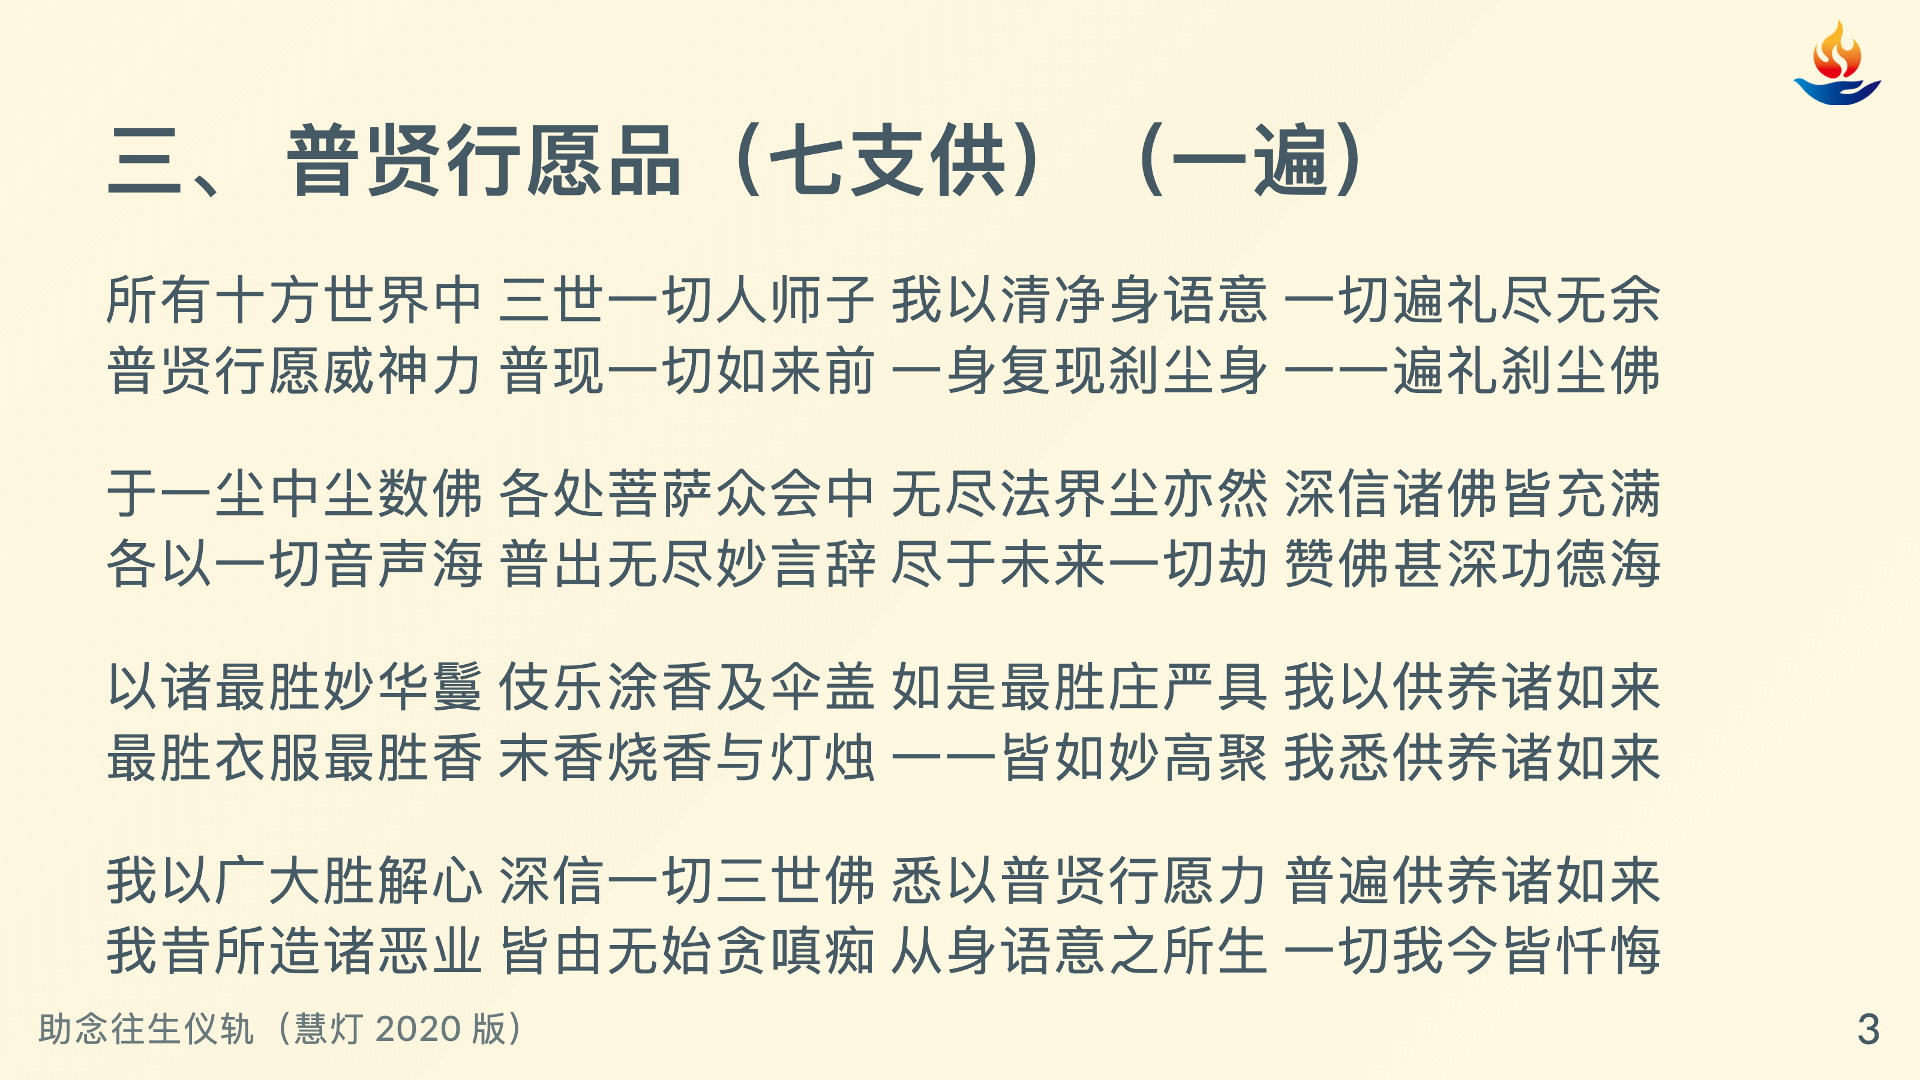 三、 普贤行愿品（七支供）（一遍）
所有十方世界中 三世一切人师子 我以清净身语意 一切遍礼尽无余
普贤行愿威神力 普现一切如来前 一身复现刹尘身 一一遍礼刹尘佛
于一尘中尘数佛 各处菩萨众会中 无尽法界尘亦然 深信诸佛皆充满
各以一切音声海 普出无尽妙言辞 尽于未来一切劫 赞佛甚深功德海
以诸最胜妙华鬘 伎乐涂香及伞盖 如是最胜庄严具 我以供养诸如来
最胜衣服最胜香 末香烧香与灯烛 一一皆如妙高聚 我悉供养诸如来
我以广大胜解心 深信一切三世佛 悉以普贤行愿力 普遍供养诸如来
我昔所造诸恶业 皆由无始贪嗔痴 从身语意之所生 一切我今皆忏悔
助念往生仪轨（慧灯 2020 版）
3